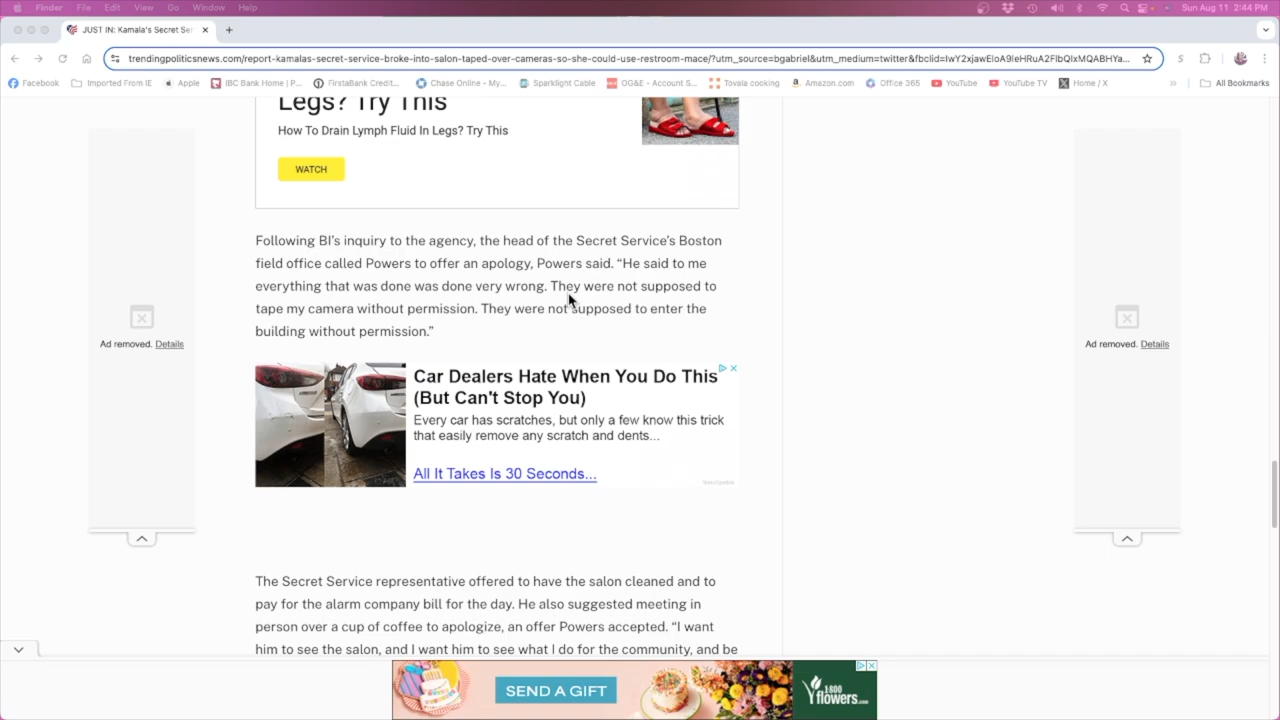 Finder File Edit View Go Window Help Sun Aug 11 2:44 PM
JUST IN: Kamala's Secret Se
trendingpoliticsnews.com/report-kamalas-secret-service-broke-into-salon-taped-over-cameras-so-she-could-use-restroom-mace/?utm_source=bgabriel&utm_medium=twitter&fbclid=IwY2xjawEIoA9leHRuA2FlbQIxMQABHYa...
Facebook Imported From IE Apple IBC Bank Home | P... FirstaBank Credit... Chase Online - My... Sparklight Cable OG&E - Account S... Tovala cooking Amazon.com Office 365 YouTube YouTube TV Home / X » All Bookmarks
Legs? Try This
How To Drain Lymph Fluid In Legs? Try This
WATCH
Following BI's inquiry to the agency, the head of the Secret Service's Boston
field office called Powers to offer an apology, Powers said. “He said to me
everything that was done was done very wrong. They were not supposed to
tape my camera without permission. They were not supposed to enter the
building without permission.”
Ad removed. Details
Ad removed. Details
Car Dealers Hate When You Do This
(But Can't Stop You)
Every car has scratches, but only a few know this trick
that easily remove any scratch and dents...
All It Takes Is 30 Seconds...
The Secret Service representative offered to have the salon cleaned and to
pay for the alarm company bill for the day. He also suggested meeting in
person over a cup of coffee to apologize, an offer Powers accepted. “I want
him to see the salon, and I want him to see what I do for the community, and be
SEND A GIFT
1800
flowers.com